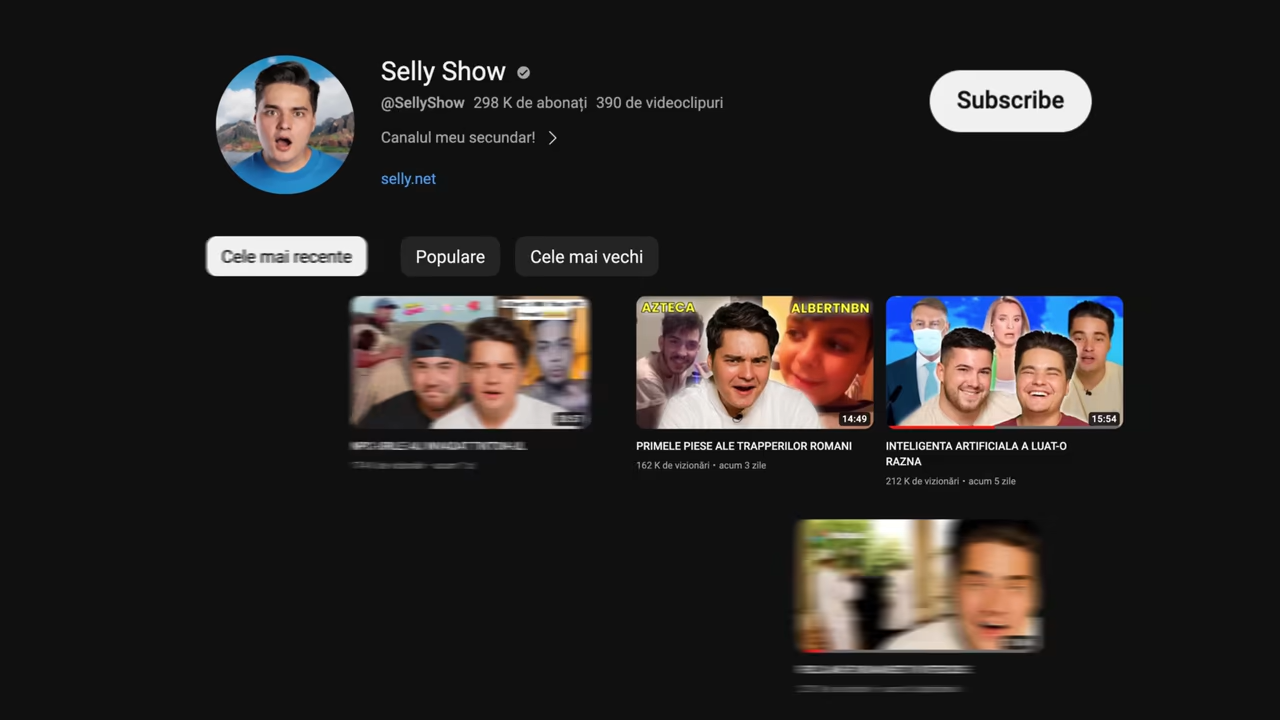 Selly Show
@SellyShow 298 K de abonați 390 de videoclipuri
Canalul meu secundar!
selly.net
Subscribe
Cele mai recente
Populare
Cele mai vechi
AZTECA
ALBERTNBN
14:49
15:54
PRIMELE PIESE ALE TRAPPERILOR ROMANI
162 K de vizionări • acum 3 zile
INTELIGENTA ARTIFICIALA A LUAT-O
RAZNA
212 K de vizionări • acum 5 zile